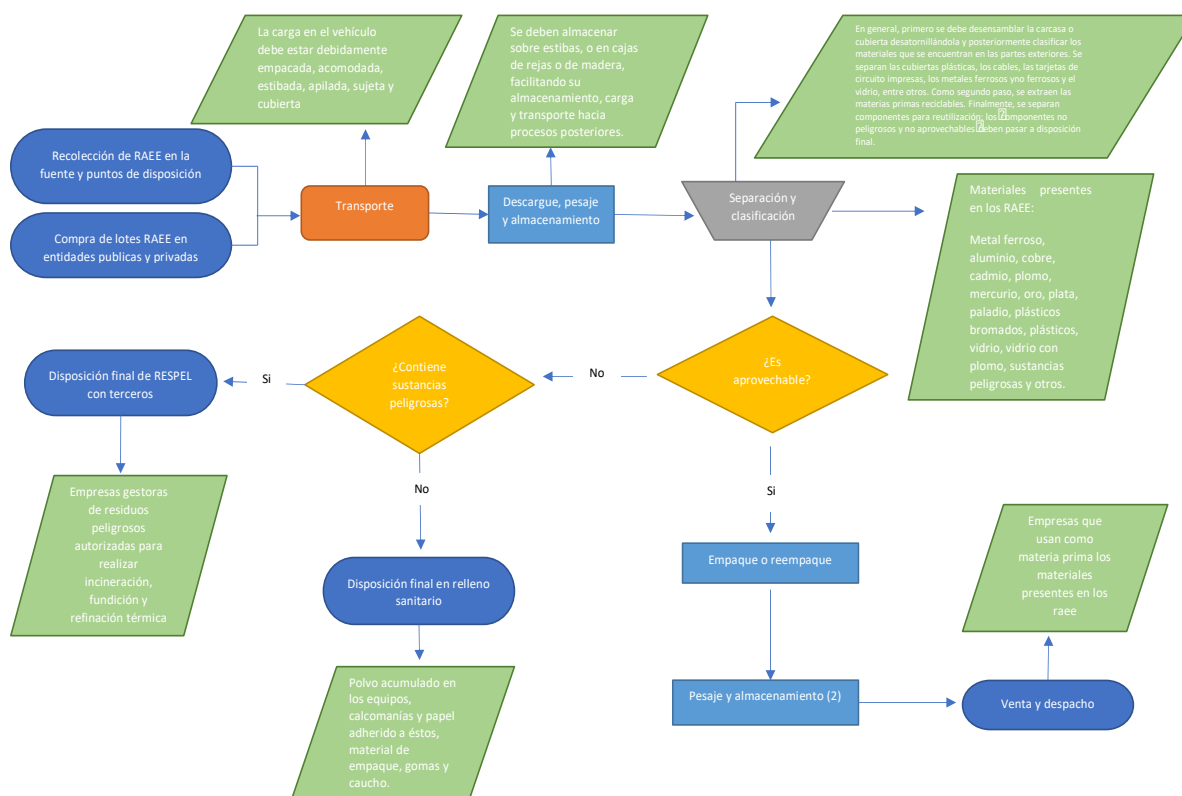 La carga en el vehículo
debe estar debidamente
empacada, acomodada,
estibada, apilada, sujeta y
cubierta
Se deben almacenar
sobre estibas, o en cajas
de rejas o de madera,
facilitando su
almacenamiento, carga
y transporte hacia
procesos posteriores.
En general, primero se debe desensamblar la carcasa o
cubierta desatornillándola y posteriormente clasificar los
materiales que se encuentran en las partes exteriores. Se
separan las cubiertas plásticas, los cables, las tarjetas de
circuito impresas, los metales ferrosos yno ferrosos y el
vidrio, entre otros. Como segundo paso, se extraen las
materias primas reciclables. Finalmente, se separan
componentes para reutilización; los componentes no
peligrosos y no aprovechables deben pasar a disposición
final.
Recolección de RAEE en la
fuente y puntos de disposición
Compra de lotes RAEE en
entidades publicas y privadas
Transporte
Descargue, pesaje
y almacenamiento
Separación y
clasificación
Materiales presentes
en los RAEE:
Metal ferroso,
aluminio, cobre,
cadmio, plomo,
mercurio, oro, plata,
paladio, plásticos
bromados, plásticos,
vidrio, vidrio con
plomo, sustancias
peligrosas y otros.
Disposición final de RESPEL
con terceros
Si
¿Contiene
sustancias
peligrosas?
No
¿Es
aprovechable?
Empresas gestoras
de residuos
peligrosos
autorizadas para
realizar
incineración,
fundición y
refinación térmica
No
Si
Disposición final en relleno
sanitario
Empaque o reempaque
Empresas que
usan como
materia prima los
materiales
presentes en los
raee
Polvo acumulado en
los equipos,
calcomanías y papel
adherido a éstos,
material de
empaque, gomas y
caucho.
Pesaje y almacenamiento (2)
Venta y despacho